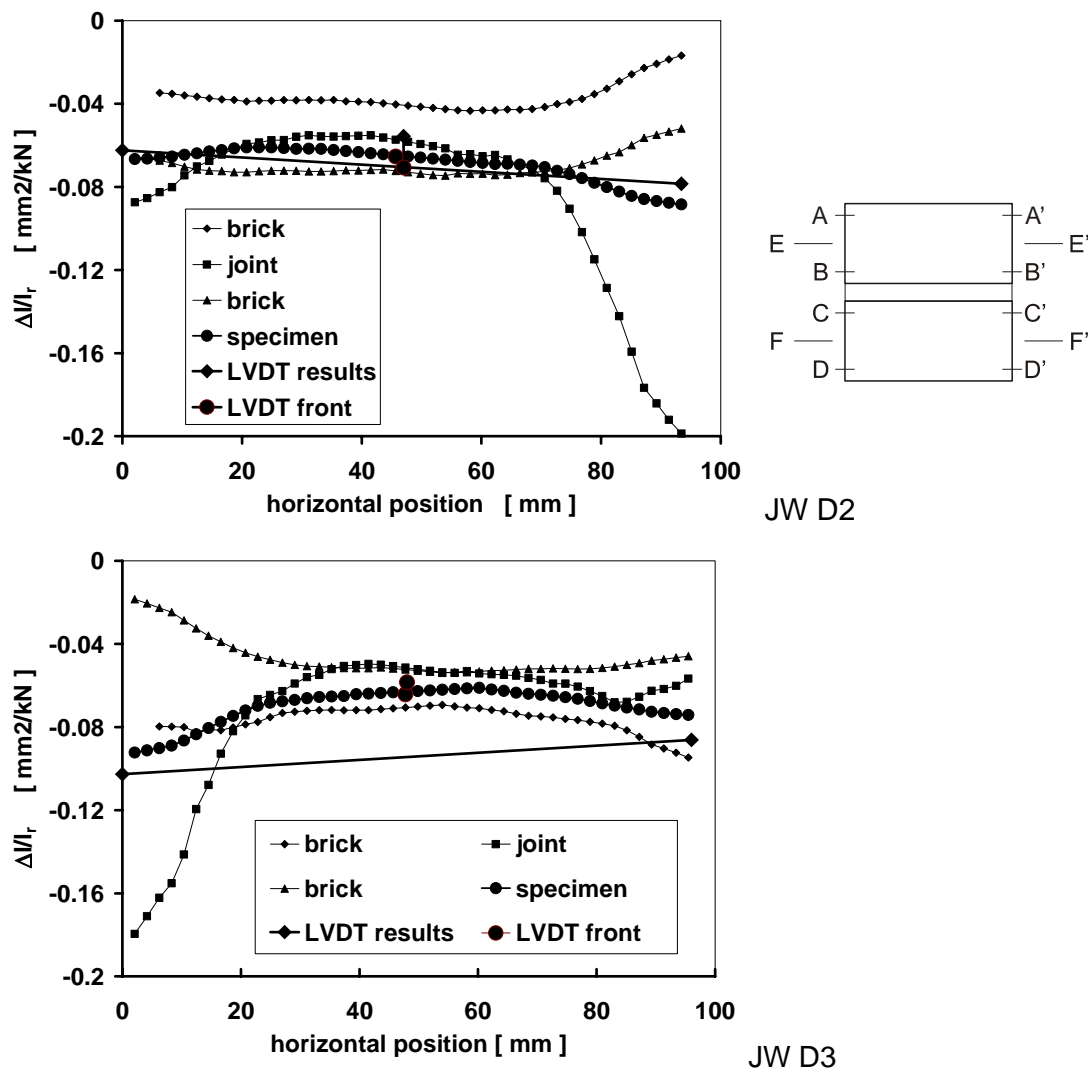 0
-0.04
-0.08
-0.12
-0.16
-0.2
Δl/lr [ mm2/kN ]
brick
joint
brick
specimen
LVDT results
LVDT front
0 20 40 60 80 100
horizontal position [ mm ]
A A’
E E’
B B’
C C’
F F’
D D’
JW D2
0
-0.04
-0.08
-0.12
-0.16
-0.2
Δl/lr [ mm2/kN ]
brick joint
brick specimen
LVDT results LVDT front
0 20 40 60 80 100
horizontal position [ mm ]
JW D3